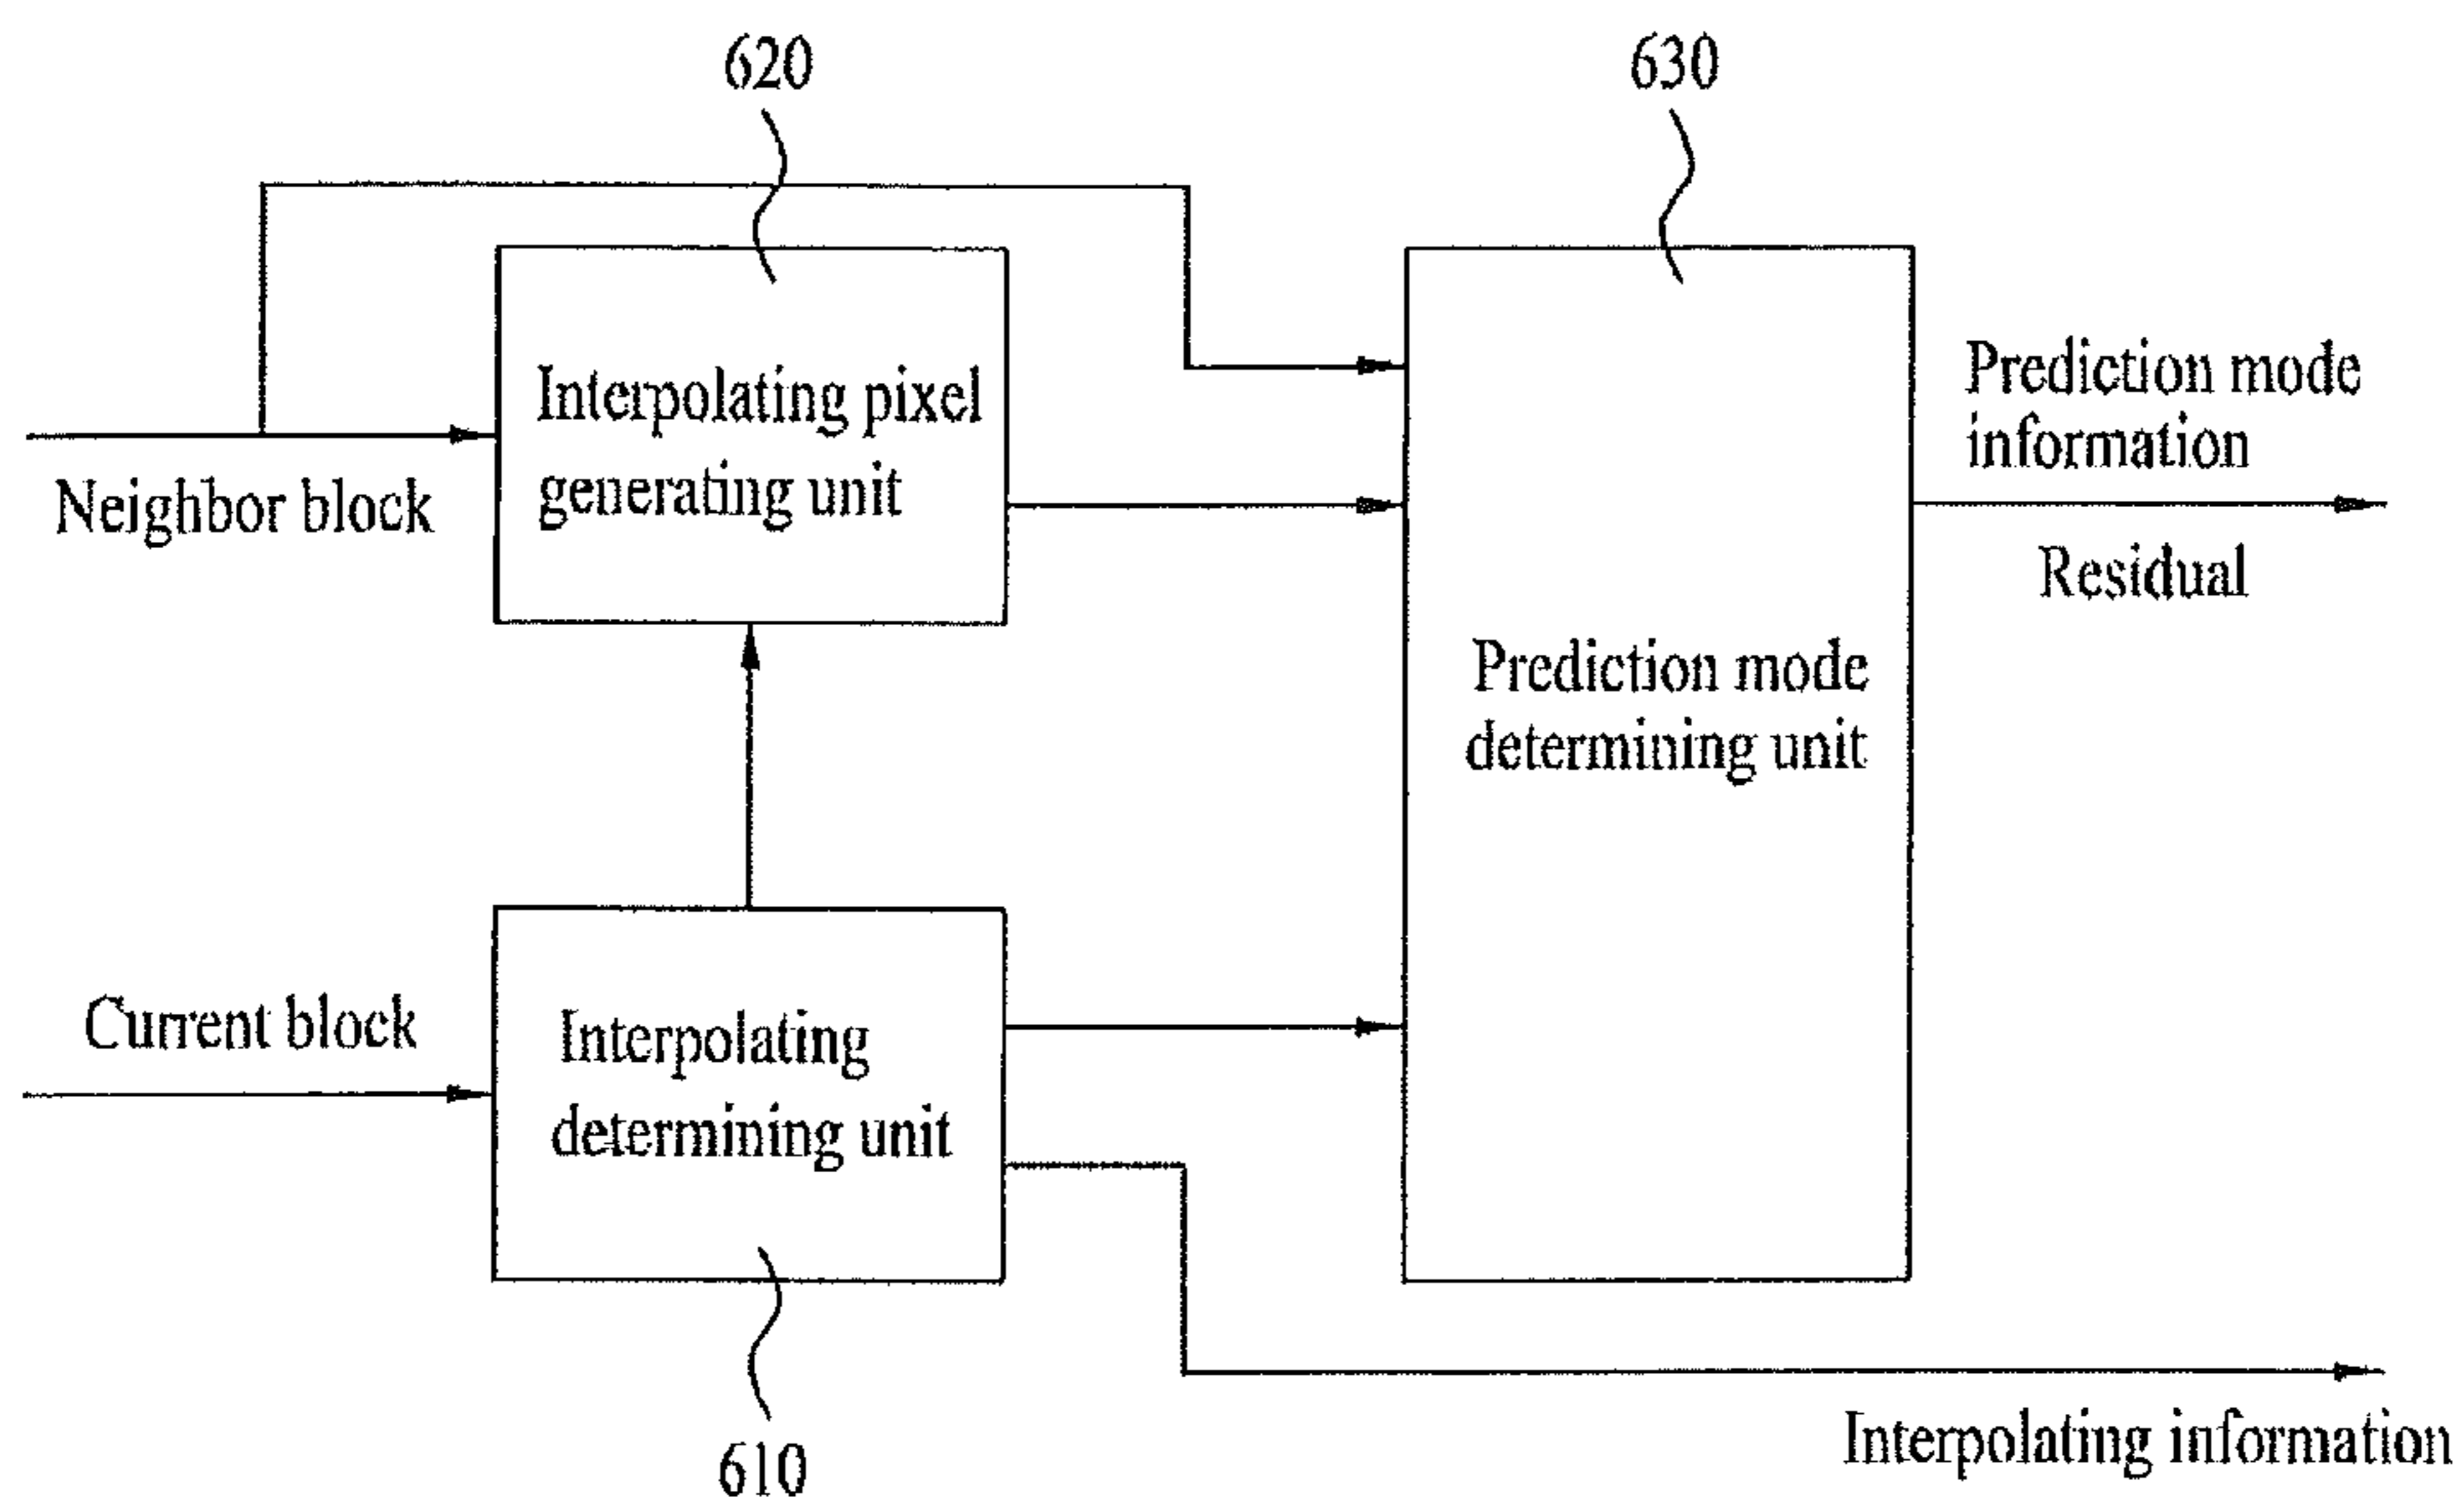 620
630
Interpolating pixel
generating unit
Neighbor block
Prediction mode
information
Residual
Prediction mode
determining unit
Current block
Interpolating
determining unit
610
Interpolating information